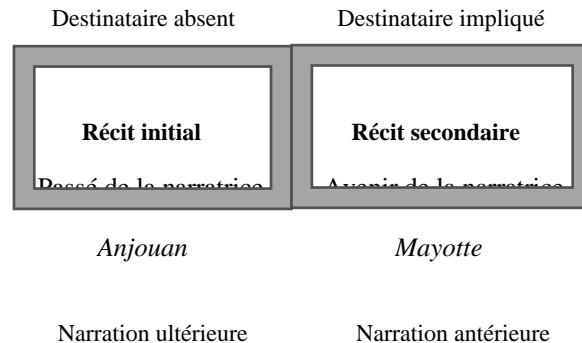 Destinataire absent
Destinataire impliqué
Récit initial
Récit secondaire
Passé de la narratrice
Avenir de la narratrice
Anjouan
Mayotte
Narration ultérieure
Narration antérieure